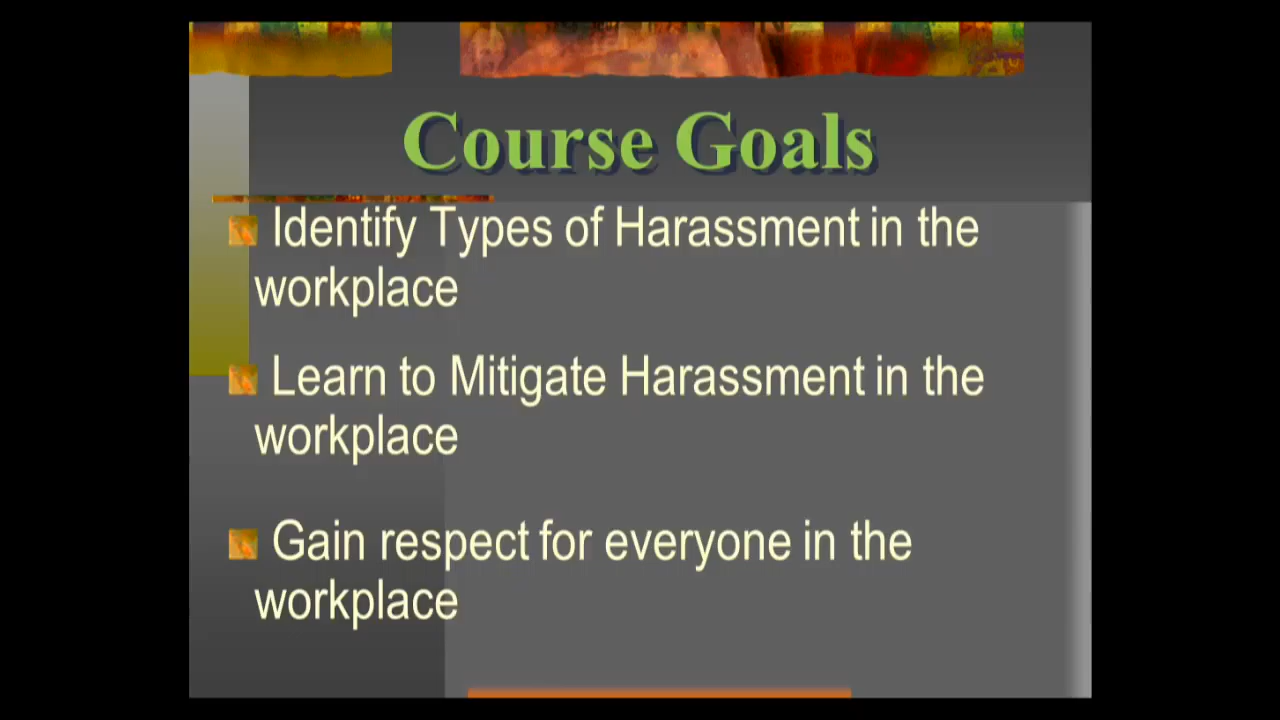 Course Goals
Identify Types of Harassment in the
workplace
Learn to Mitigate Harassment in the
workplace
Gain respect for everyone in the
workplace